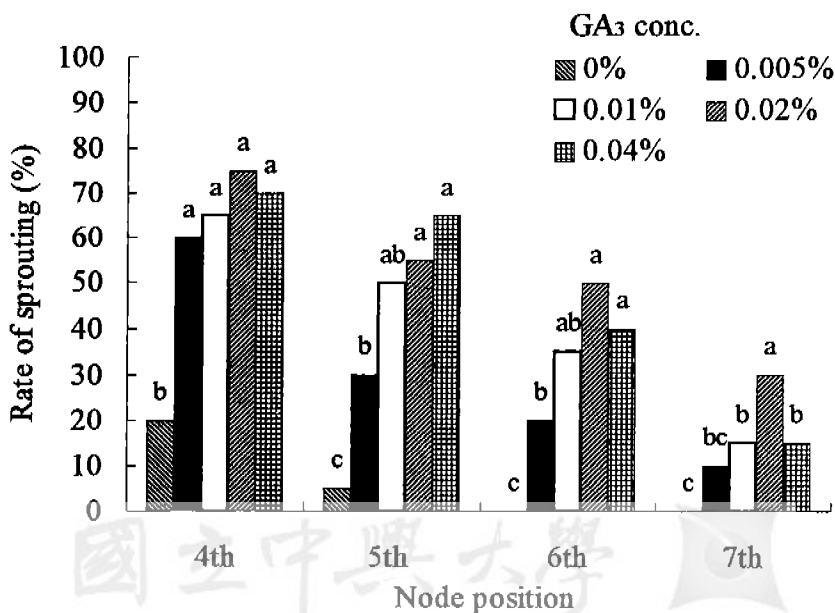 GA₃ conc.
0% 0.005%
0.01% 0.02%
0.04%
Rate of sprouting (%)
100
90
80
70
60
50
40
30
20
10
0
b a a a a
c b ab a a
c b ab a a
c bc b a b
4th 5th 6th 7th
Node position
國立中興大學